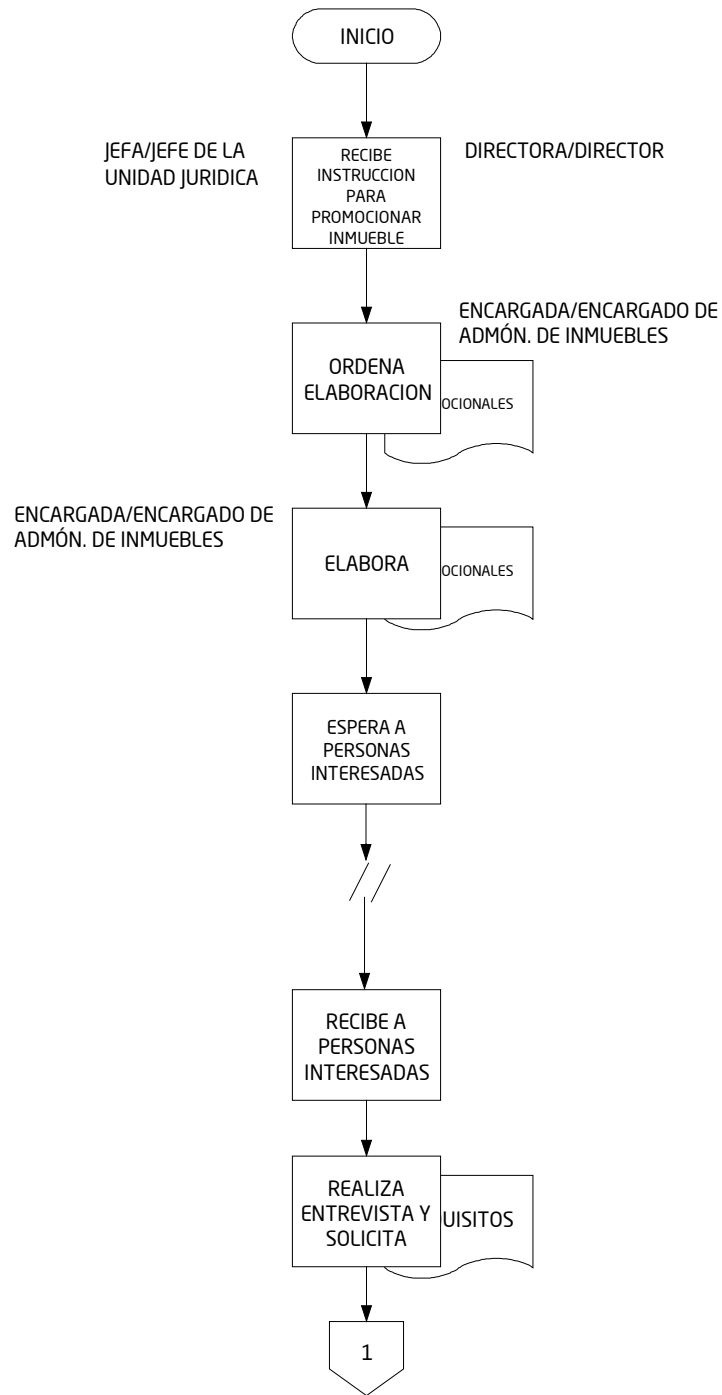 INICIO
JEFA/JEFE DE LA
UNIDAD JURIDICA
RECIBE
INSTRUCCION
PARA
PROMOCIONAR
INMUEBLE
DIRECTORA/DIRECTOR
ENCARGADA/ENCARGADO DE
ADMÓN. DE INMUEBLES
ORDENA
ELABORACION
OCIONALES
ENCARGADA/ENCARGADO DE
ADMÓN. DE INMUEBLES
ELABORA
OCIONALES
ESPERA A
PERSONAS
INTERESADAS
RECIBE A
PERSONAS
INTERESADAS
REALIZA
ENTREVISTA Y
SOLICITA
UISITOS
1